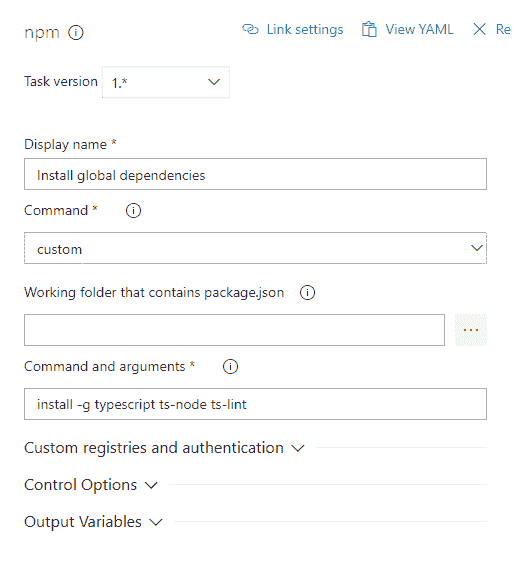 npm Link settings View YAML Re
Task version 1.*
Display name *
Install global dependencies
Command *
custom
Working folder that contains package.json
...
Command and arguments *
install -g typescript ts-node ts-lint
Custom registries and authentication
Control Options
Output Variables